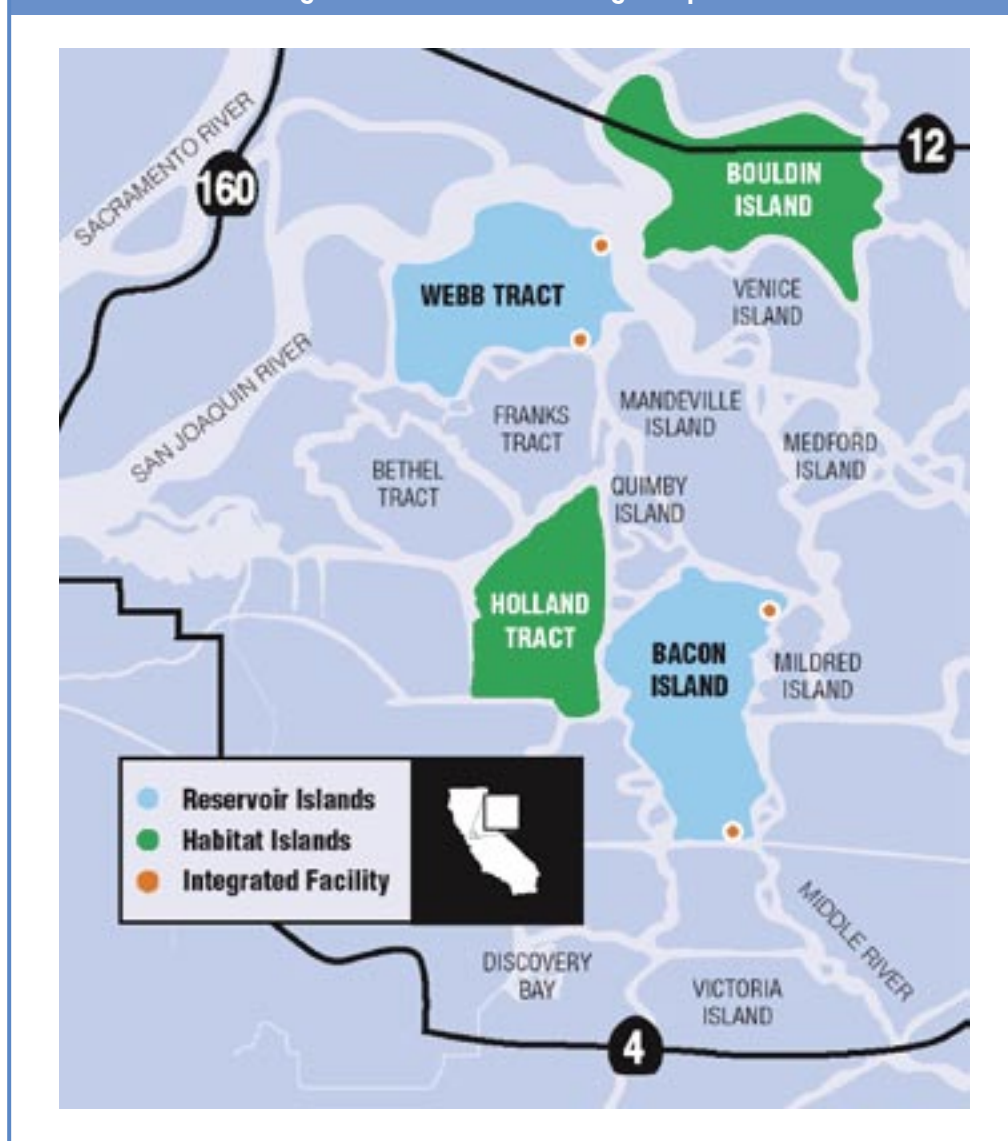 SACRAMENTO RIVER
160
12
BOULDIN
ISLAND
WEBB TRACT
VENICE
ISLAND
SAN JOAQUIN RIVER
FRANKS
TRACT
MANDEVILLE
ISLAND
MEDFORD
ISLAND
BETHEL
TRACT
QUIMBY
ISLAND
HOLLAND
TRACT
BACON
ISLAND
MILDRED
ISLAND
Reservoir Islands
Habitat Islands
Integrated Facility
MIDDLE RIVER
DISCOVERY
BAY
VICTORIA
ISLAND
4